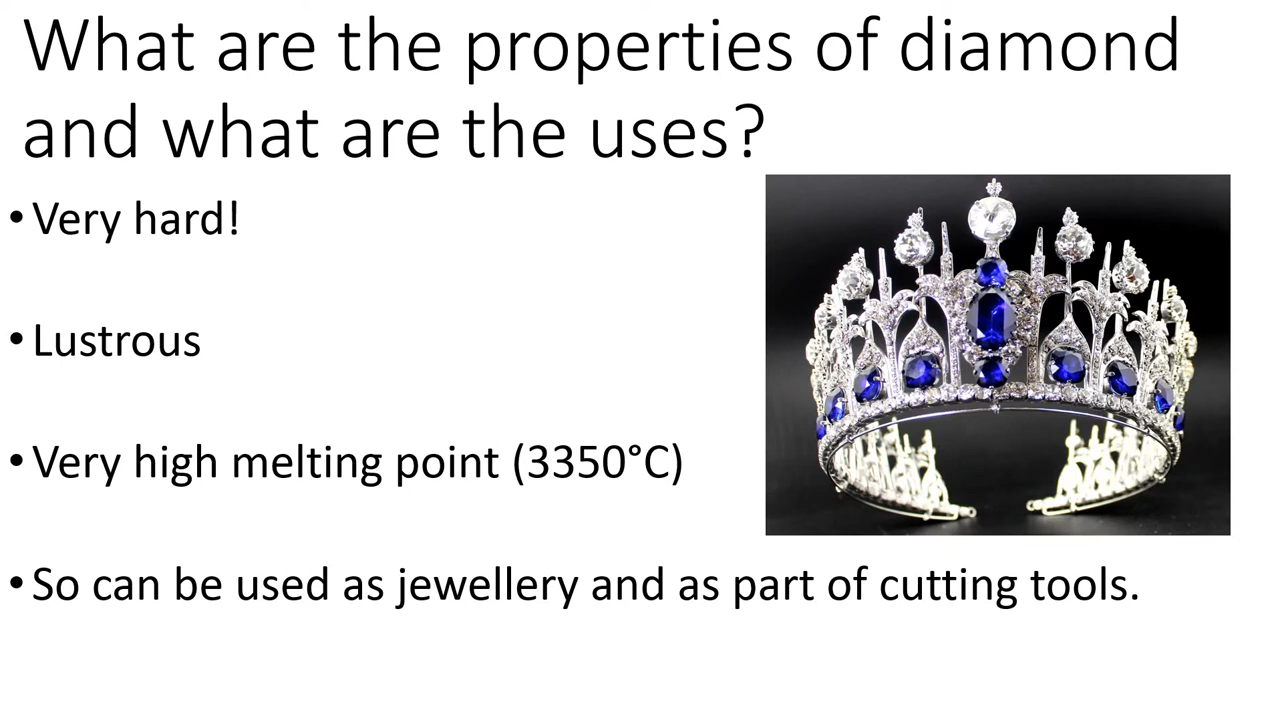 What are the properties of diamond
and what are the uses?
• Very hard!
• Lustrous
• Very high melting point (3350°C)
• So can be used as jewellery and as part of cutting tools.